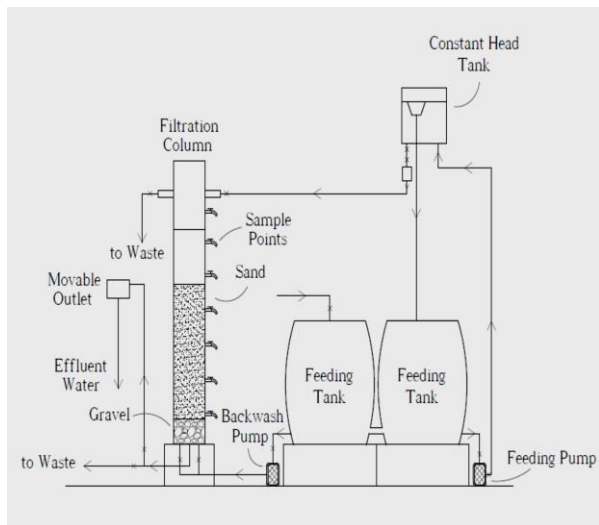 Constant Head
Tank
Filtration
Column
Sample
Points
to Waste
Movable
Outlet
Sand
Effluent
Water
Feeding
Tank
Feeding
Tank
Gravel
Backwash
Pump
to Waste
Feeding Pump